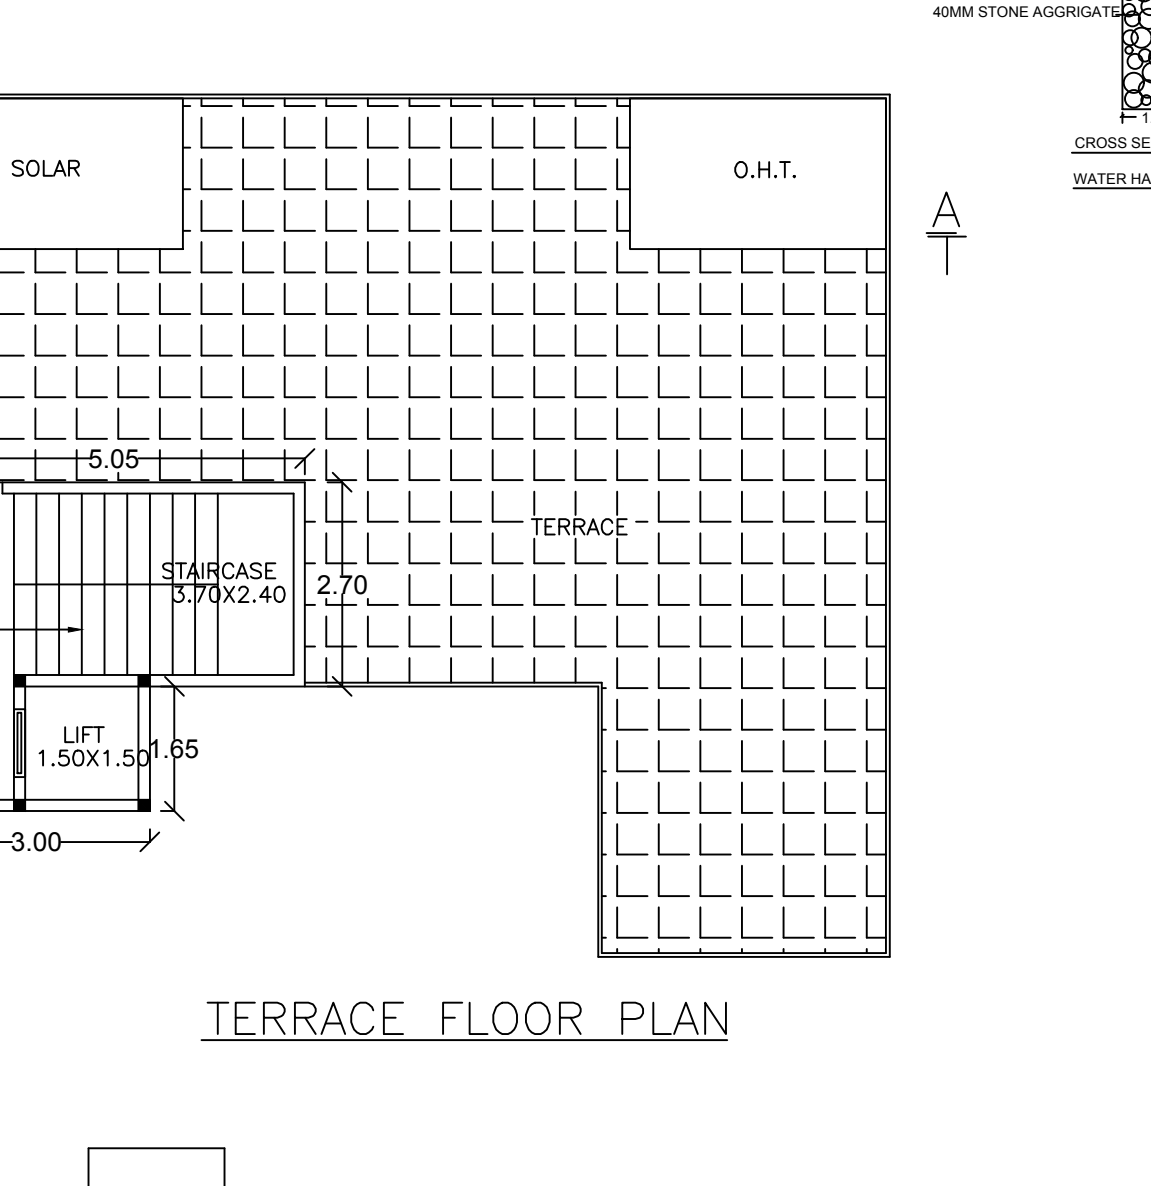 40MM STONE AGGRIGATE
1.
CROSS SE
WATER HA
SOLAR
O.H.T.
A
5.05
TERRACE
STAIRCASE
3.70X2.40
2.70
LIFT
1.50X1.50
1.65
3.00
TERRACE FLOOR PLAN